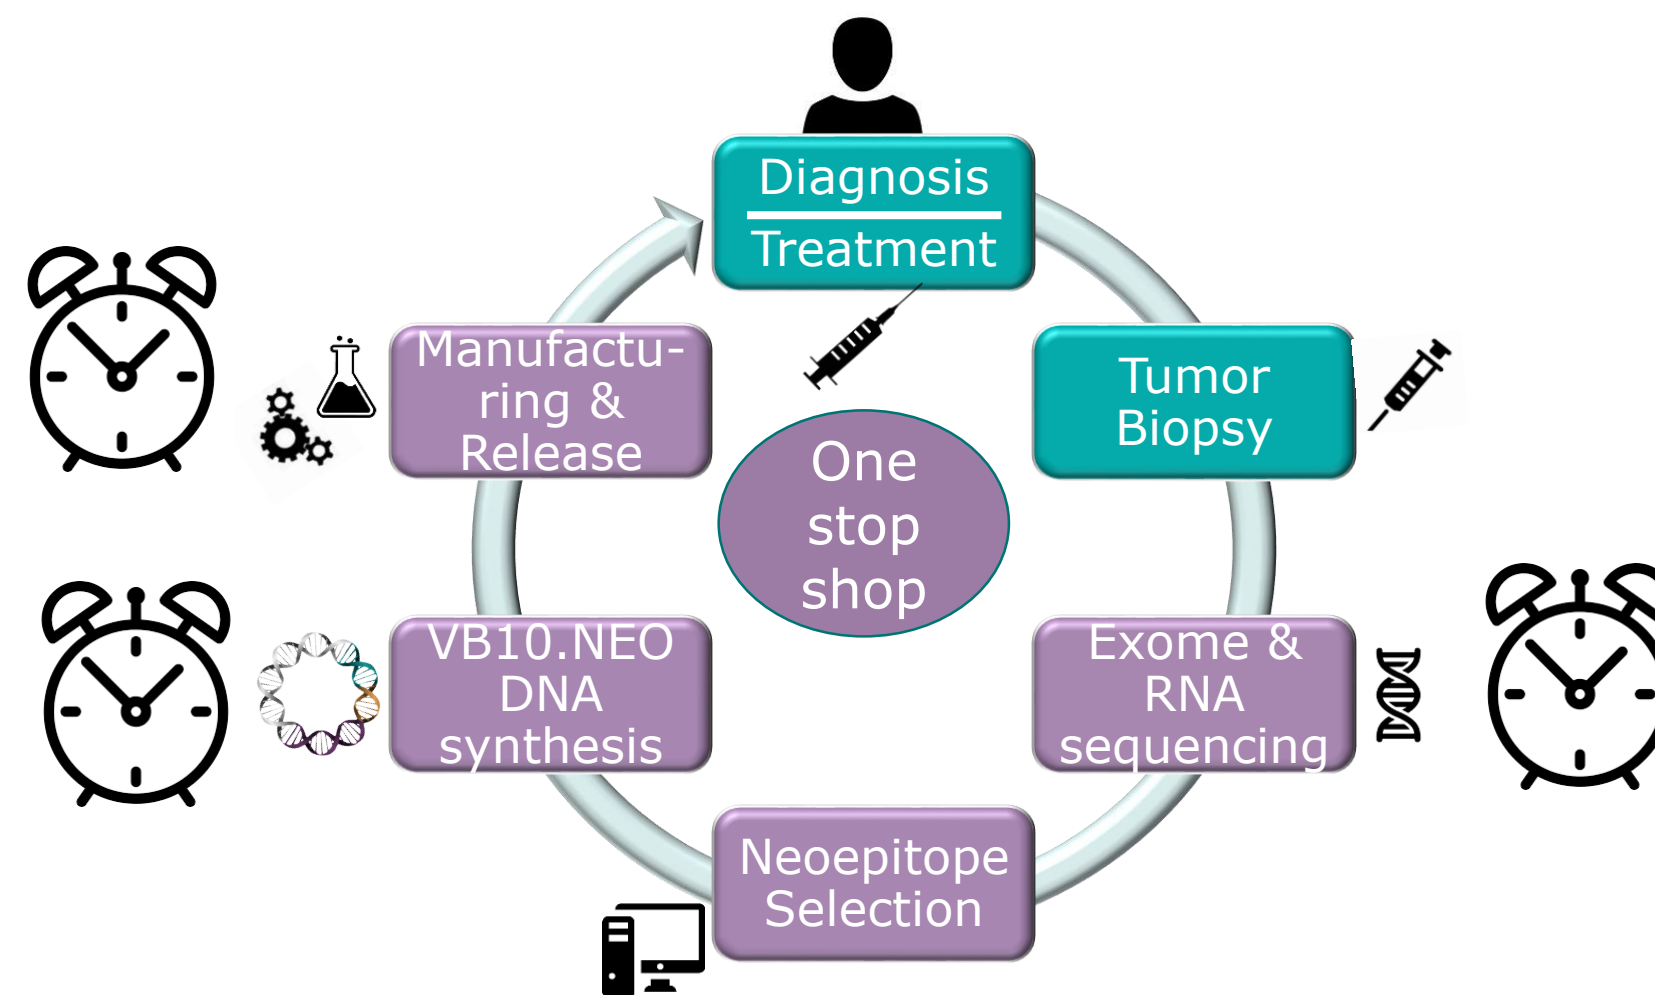 Diagnosis
Treatment
Tumor
Biopsy
Exome &
RNA
sequencing
Neoepitope
Selection
VB10.NEO
DNA
synthesis
Manufactu-
ring &
Release
One
stop
shop